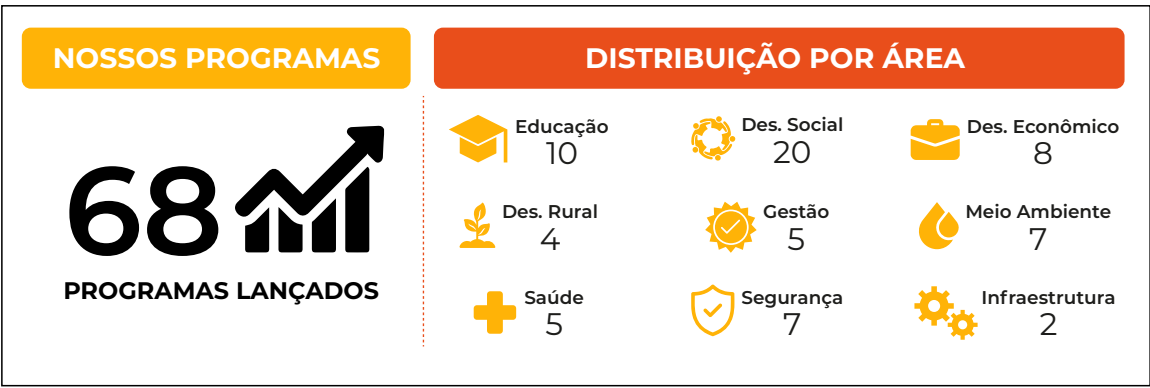 NOSSOS PROGRAMAS
68
PROGRAMAS LANÇADOS
DISTRIBUIÇÃO POR ÁREA
Educação
10
Des. Social
20
Des. Econômico
8
Des. Rural
4
Gestão
5
Meio Ambiente
7
Saúde
5
Segurança
7
Infraestrutura
2